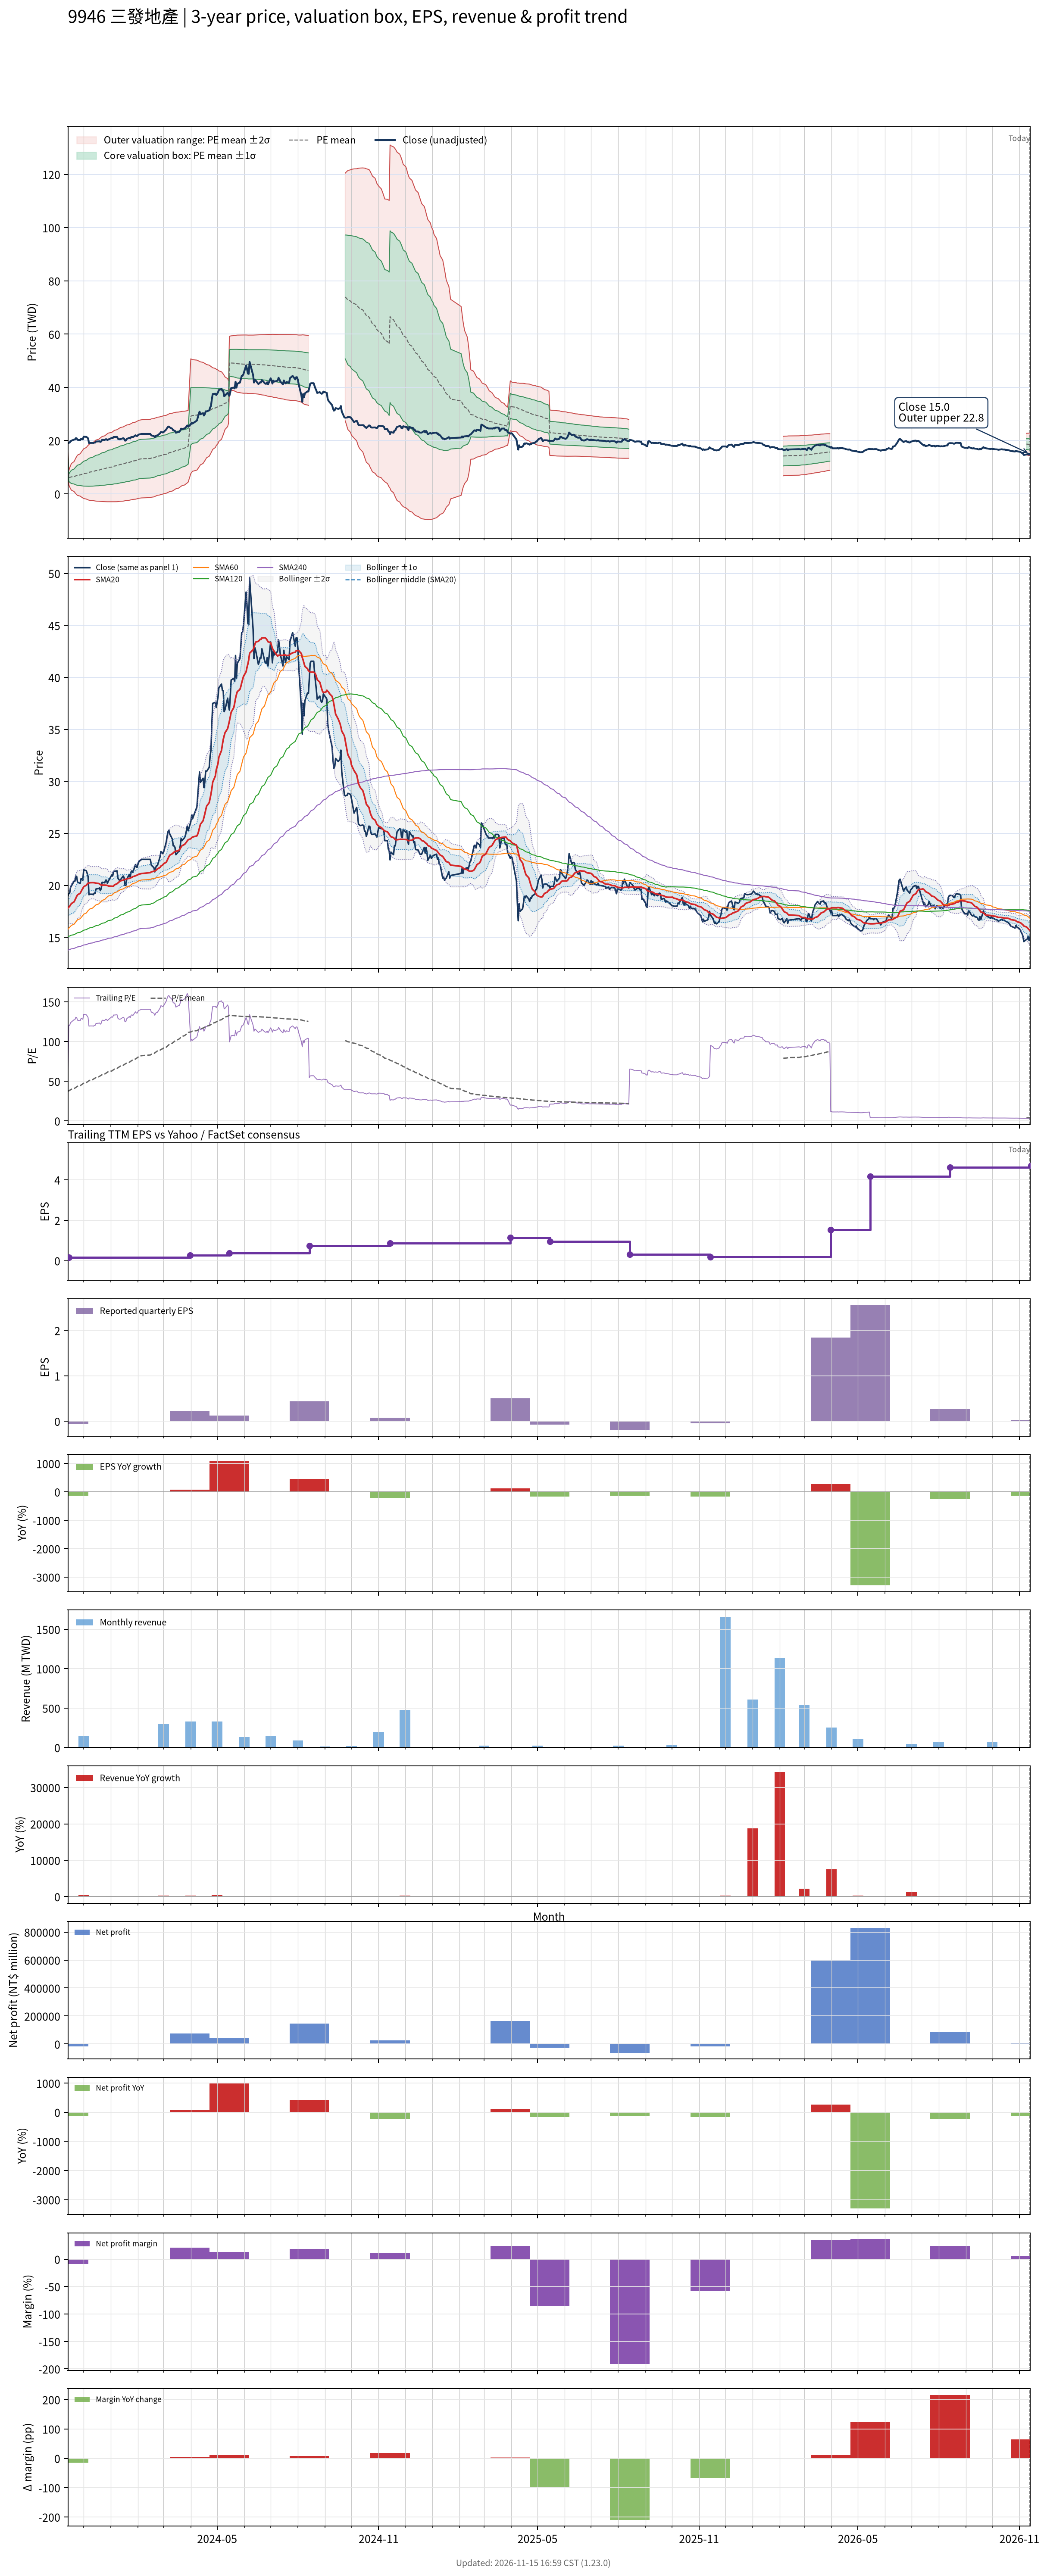 9946 三發地產 | 3-year price, valuation box, EPS, revenue & profit trend
Outer valuation range: PE mean ±2σ
PE mean
Close (unadjusted)
Core valuation box: PE mean ±1σ
Today
Price (TWD)
120
100
80
60
40
20
0
Close 15.0
Outer upper 22.8
Close (same as panel 1)
SMA60
SMA240
Bollinger ±1σ
SMA20
SMA120
Bollinger ±2σ
Bollinger middle (SMA20)
Price
50
45
40
35
30
25
20
15
Trailing P/E
P/E mean
P/E
150
100
50
0
Trailing TTM EPS vs Yahoo / FactSet consensus
Today
EPS
4
2
0
Reported quarterly EPS
EPS
2
1
0
EPS YoY growth
YoY (%)
1000
0
-1000
-2000
-3000
Monthly revenue
Revenue (M TWD)
1500
1000
500
0
Revenue YoY growth
YoY (%)
30000
20000
10000
0
Month
Net profit
Net profit (NT$ million)
800000
600000
400000
200000
0
Net profit YoY
YoY (%)
1000
0
-1000
-2000
-3000
Net profit margin
Margin (%)
0
-50
-100
-150
-200
Margin YoY change
Δ margin (pp)
200
100
0
-100
-200
2024-05
2024-11
2025-05
2025-11
2026-05
2026-11
Updated: 2026-11-15 16:59 CST (1.23.0)